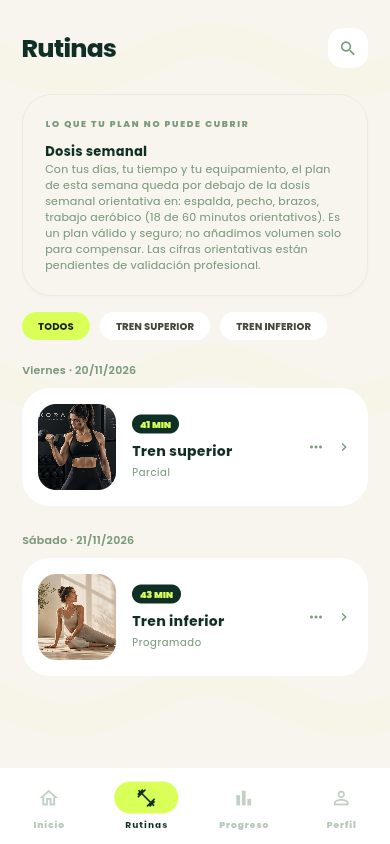 Rutinas
LO QUE TU PLAN NO PUEDE CUBRIR
Dosis semanal
Con tus días, tu tiempo y tu equipamiento, el plan
de esta semana queda por debajo de la dosis
semanal orientativa en: espalda, pecho, brazos,
trabajo aeróbico (18 de 60 minutos orientativos). Es
un plan válido y seguro; no añadimos volumen solo
para compensar. Las cifras orientativas están
pendientes de validación profesional.
TODOS
TREN SUPERIOR
TREN INFERIOR
Viernes · 20/11/2026
41 MIN
Tren superior
Parcial
Sábado · 21/11/2026
43 MIN
Tren inferior
Programado
Inicio
Rutinas
Progreso
Perfil